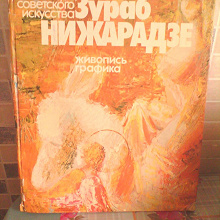 советского
искусства
Зураб
НИЖАРАДЗЕ
живопись
графика